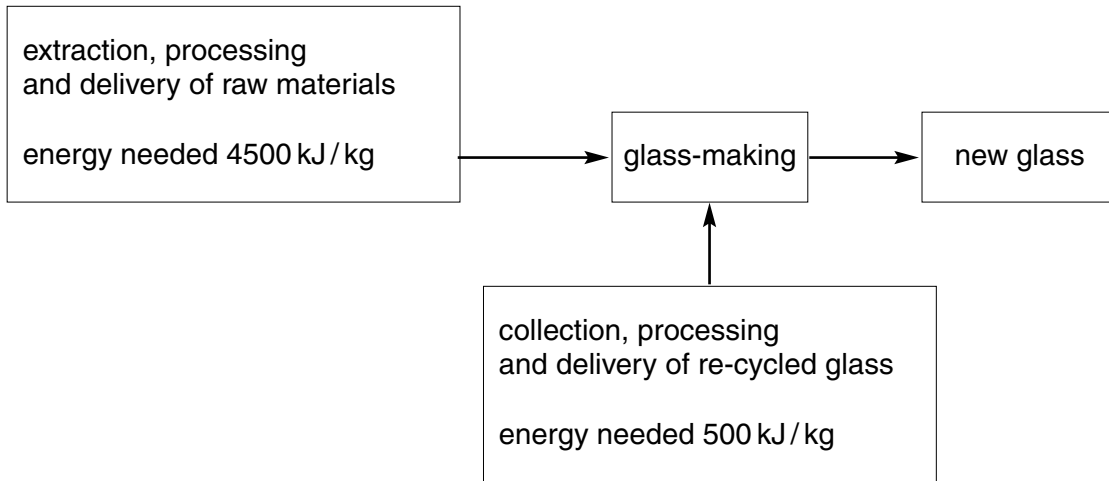 extraction, processing
and delivery of raw materials
energy needed 4500 kJ / kg
glass-making
new glass
collection, processing
and delivery of re-cycled glass
energy needed 500 kJ / kg